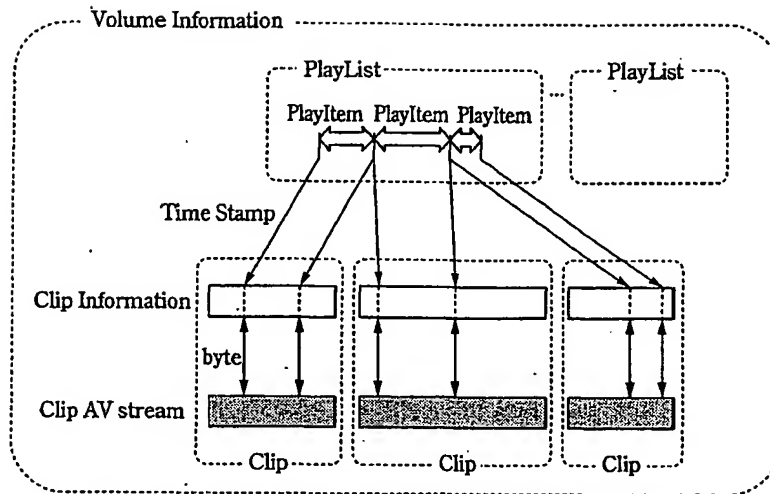 Volume Information
PlayList
PlayList
...
PlayItem PlayItem PlayItem
Time Stamp
Clip Information
byte
Clip AV stream
Clip
Clip
Clip